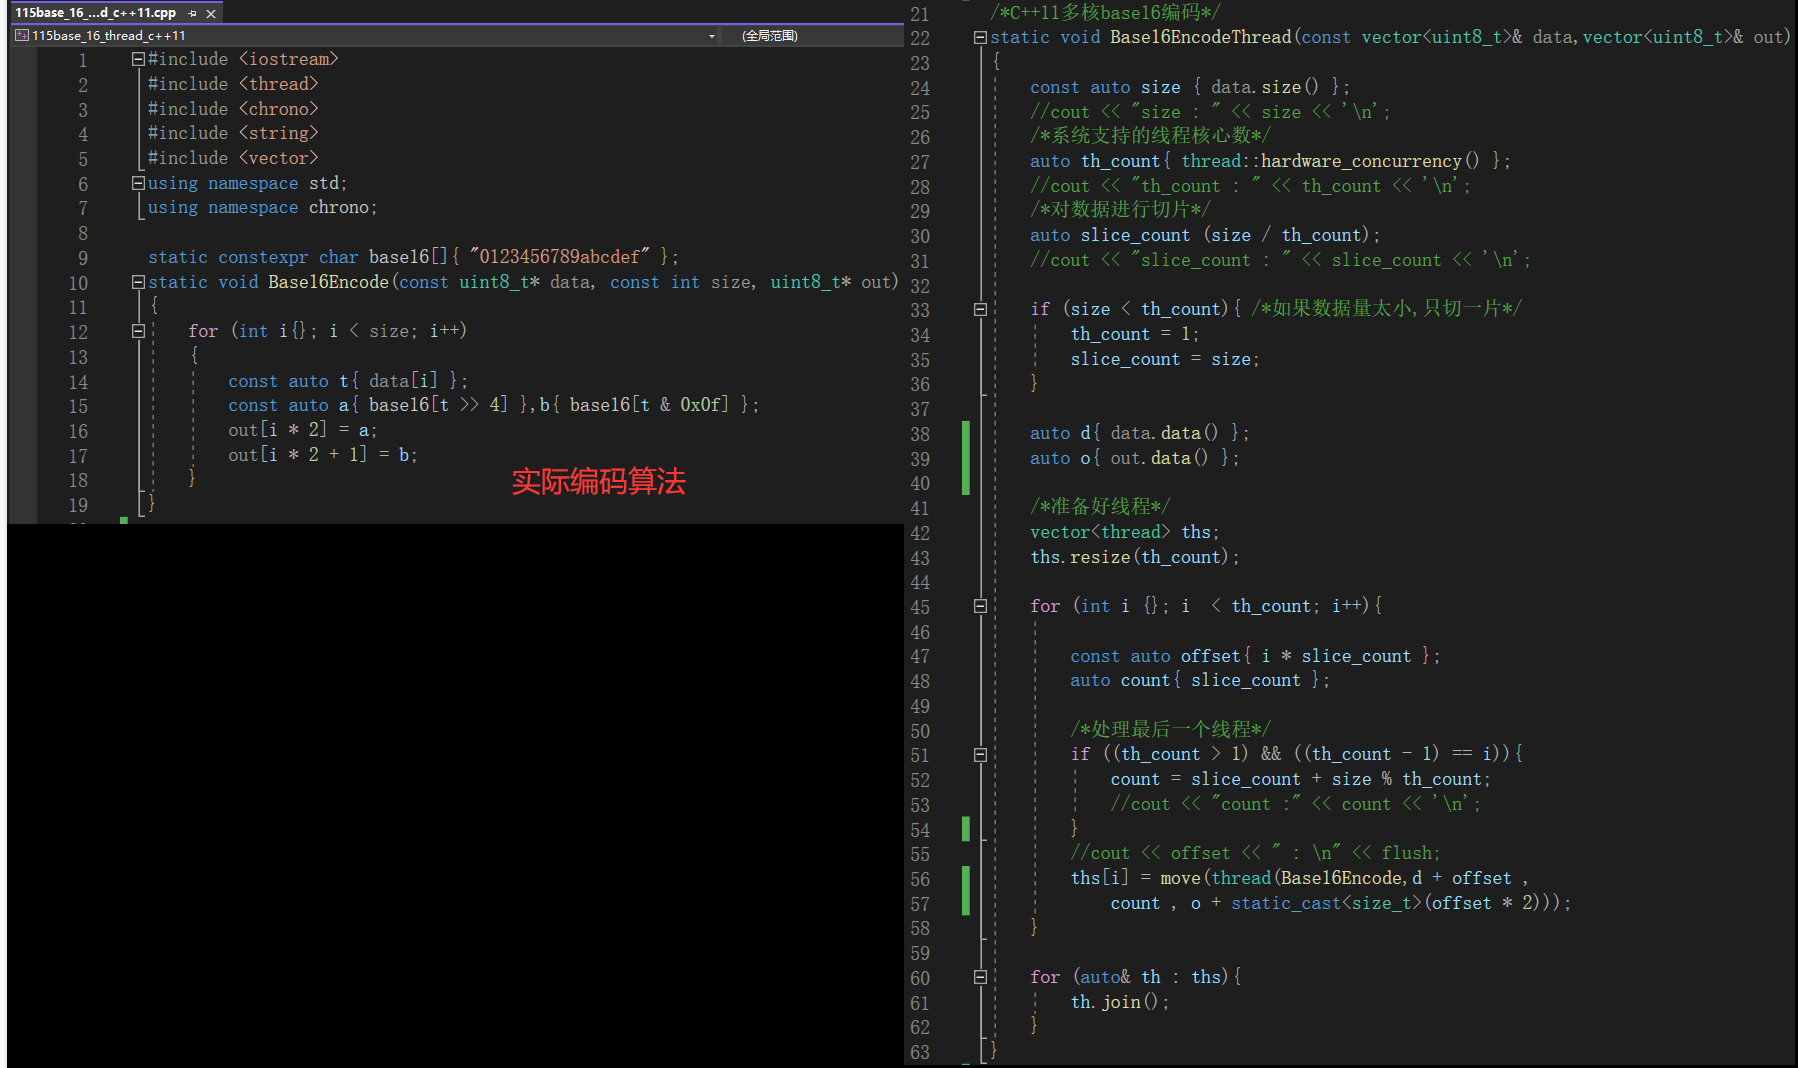 115base_16_...d_c++11.cpp
115base_16_thread_c++11
(全局范围)
1 #include <iostream>
2 #include <thread>
3 #include <chrono>
4 #include <string>
5 #include <vector>
6 using namespace std;
7 using namespace chrono;
8
9 static constexpr char base16[]{ "0123456789abcdef" };
10 static void Base16Encode(const uint8_t* data, const int size, uint8_t* out)
11 {
12 for (int i{}; i < size; i++)
13 {
14 const auto t{ data[i] };
15 const auto a{ base16[t >> 4] },b{ base16[t & 0x0f] };
16 out[i * 2] = a;
17 out[i * 2 + 1] = b;
18 }
19 }
实际编码算法
21 /*C++11多核base16编码*/
22 static void Base16EncodeThread(const vector<uint8_t>& data,vector<uint8_t>& out)
23 {
24 const auto size { data.size() };
25 //cout << "size : " << size << '\n';
26 /*系统支持的线程核心数*/
27 auto th_count{ thread::hardware_concurrency() };
28 //cout << "th_count : " << th_count << '\n';
29 /*对数据进行切片*/
30 auto slice_count (size / th_count);
31 //cout << "slice_count : " << slice_count << '\n';
32
33 if (size < th_count){ /*如果数据量太小,只切一片*/
34 th_count = 1;
35 slice_count = size;
36 }
37
38 auto d{ data.data() };
39 auto o{ out.data() };
40
41 /*准备好线程*/
42 vector<thread> ths;
43 ths.resize(th_count);
44
45 for (int i {}; i  < th_count; i++){
46
47 const auto offset{ i * slice_count };
48 auto count{ slice_count };
49
50 /*处理最后一个线程*/
51 if ((th_count > 1) && ((th_count - 1) == i)){
52 count = slice_count + size % th_count;
53 //cout << "count :" << count << '\n';
54 }
55 //cout << offset << " : \n" << flush;
56 ths[i] = move(thread(Base16Encode,d + offset ,
57 count , o + static_cast<size_t>(offset * 2)));
58 }
59
60 for (auto& th : ths){
61 th.join();
62 }
63 }